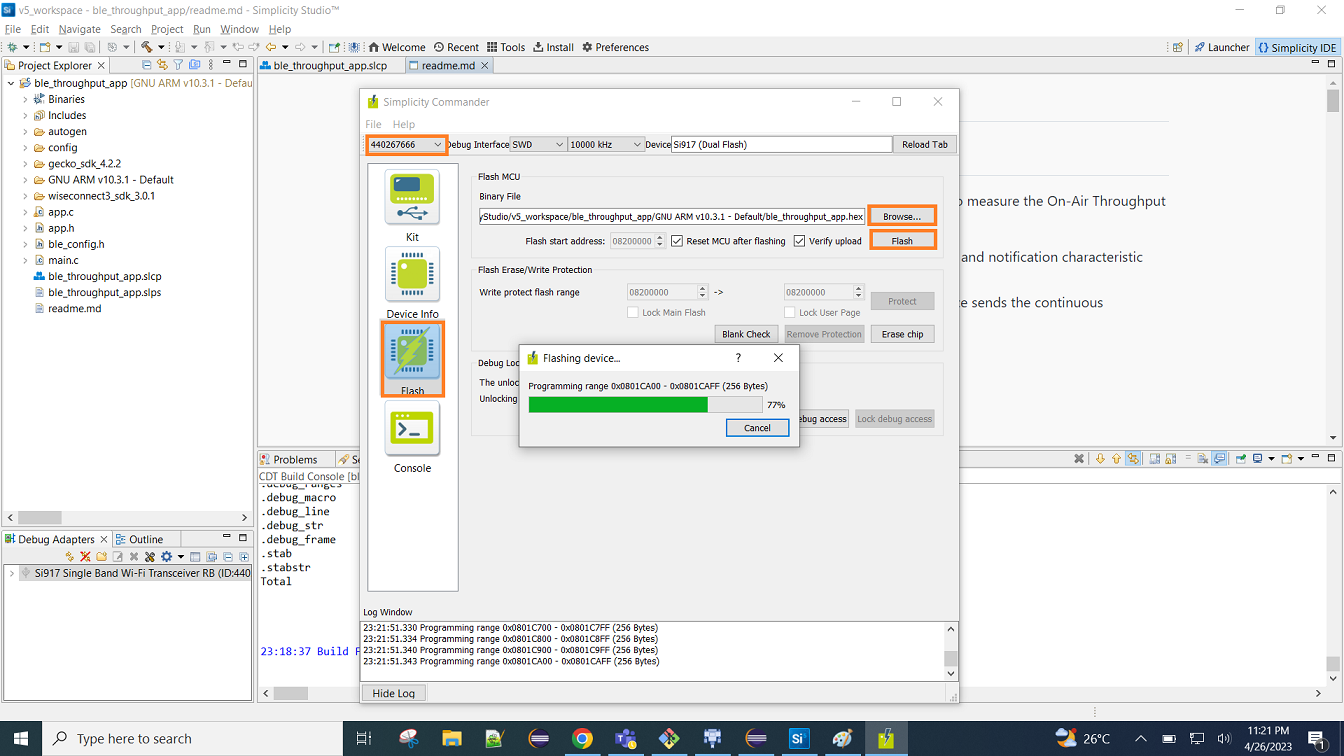 v5_workspace - ble_throughput_app/readme.md - Simplicity Studio™
File Edit Navigate Search Project Run Window Help
Welcome Recent Tools Install Preferences
Launcher Simplicity IDE
Project Explorer
ble_throughput_app [GNU ARM v10.3.1 - Defau
Binaries
Includes
autogen
config
gecko_sdk_4.2.2
GNU ARM v10.3.1 - Default
wiseconnect3_sdk_3.0.1
app.c
app.h
ble_config.h
main.c
ble_throughput_app.slcp
ble_throughput_app.slps
readme.md
ble_throughput_app.slcp readme.md
measure the On-Air Throughput
and notification characteristic
e sends the continuous
Simplicity Commander
File Help
440267666 Debug Interface SWD 10000 kHz Device Si917 (Dual Flash) Reload Tab
Kit
Device Info
Flash
Console
Flash MCU
Binary File
yStudio/v5_workspace/ble_throughput_app/GNU ARM v10.3.1 - Default/ble_throughput_app.hex Browse...
Flash start address: 08200000 Reset MCU after flashing Verify upload Flash
Flash Erase/Write Protection
Write protect flash range 08200000 -> 08200000 Protect
Lock Main Flash Lock User Page
Blank Check Remove Protection Erase chip
Debug Loc
The unloc
Unlocking
ebug access Lock debug access
Flashing device... ?
Programming range 0x0801CA00 - 0x0801CAFF (256 Bytes)
77%
Cancel
Log Window
23:21:51.330 Programming range 0x0801C700 - 0x0801C7FF (256 Bytes)
23:21:51.334 Programming range 0x0801C800 - 0x0801C8FF (256 Bytes)
23:21:51.340 Programming range 0x0801C900 - 0x0801C9FF (256 Bytes)
23:21:51.343 Programming range 0x0801CA00 - 0x0801CAFF (256 Bytes)
Hide Log
Problems Se
CDT Build Console [bl
.debug_ranges
.debug_macro
.debug_line
.debug_str
.debug_frame
.stab
.stabstr
Total
23:18:37 Build F
Debug Adapters Outline
Si917 Single Band Wi-Fi Transceiver RB (ID:440
Type here to search
26°C
11:21 PM
4/26/2023